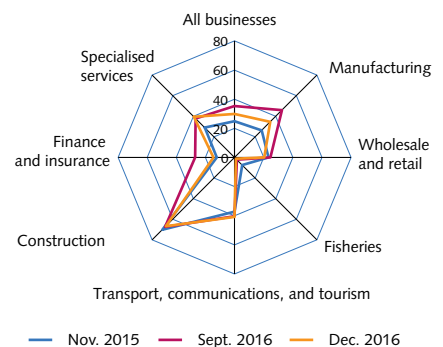 All businesses
80
60
40
20
0
Specialised
services
Manufacturing
Finance
and insurance
Wholesale
and retail
Construction
Fisheries
Transport, communications, and tourism
Nov. 2015
Sept. 2016
Dec. 2016